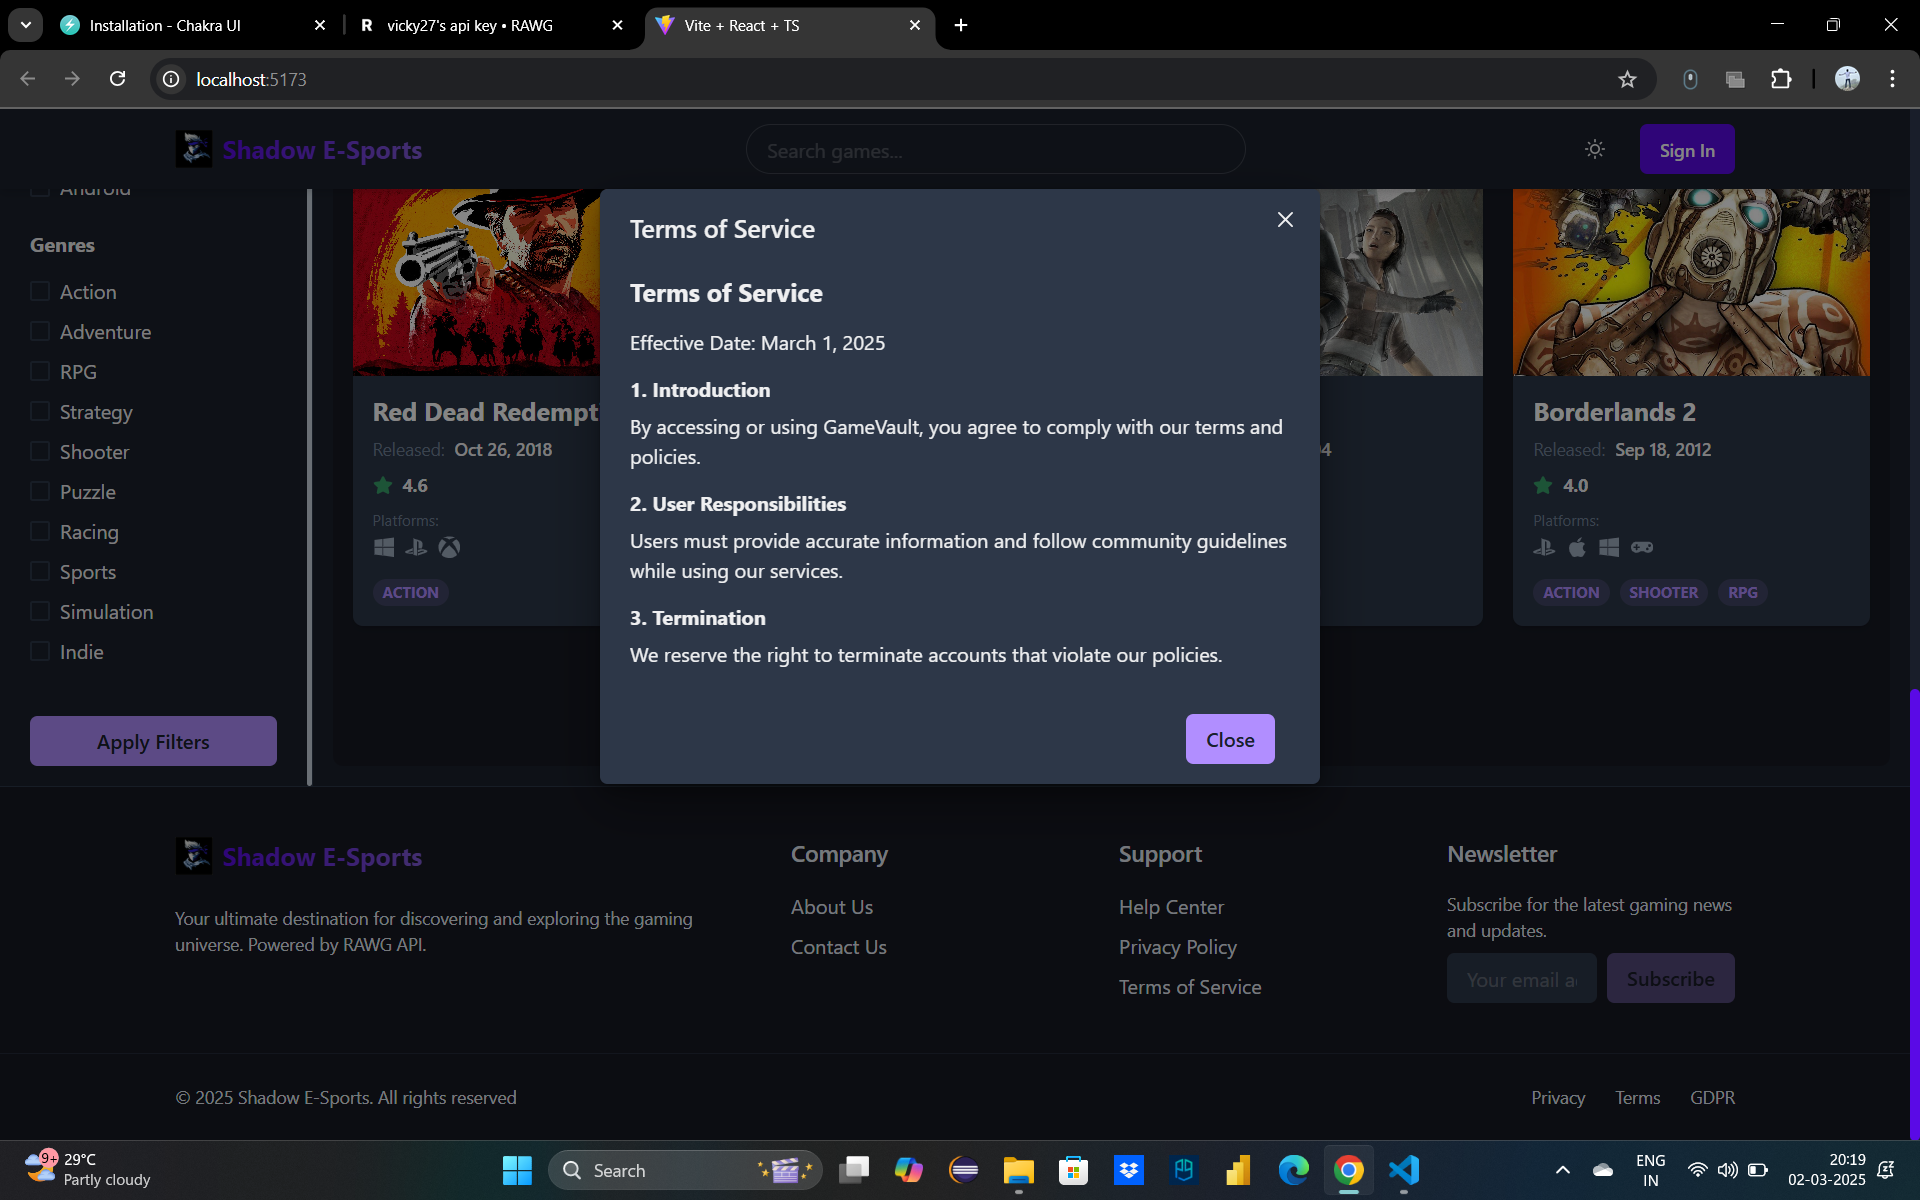 Installation - Chakra UI
R vicky27's api key • RAWG
Vite + React + TS
localhost:5173
Shadow E-Sports
Search games...
Sign In
Android
Genres
Action
Adventure
RPG
Strategy
Shooter
Puzzle
Racing
Sports
Simulation
Indie
Apply Filters
Red Dead Redempt
Released: Oct 26, 2018
4.6
Platforms:
ACTION
Terms of Service
Terms of Service
Effective Date: March 1, 2025
1. Introduction
By accessing or using GameVault, you agree to comply with our terms and
policies.
2. User Responsibilities
Users must provide accurate information and follow community guidelines
while using our services.
3. Termination
We reserve the right to terminate accounts that violate our policies.
Close
Borderlands 2
Released: Sep 18, 2012
4.0
Platforms:
ACTION SHOOTER RPG
Shadow E-Sports
Your ultimate destination for discovering and exploring the gaming
universe. Powered by RAWG API.
Company
About Us
Contact Us
Support
Help Center
Privacy Policy
Terms of Service
Newsletter
Subscribe for the latest gaming news
and updates.
Your email a
Subscribe
© 2025 Shadow E-Sports. All rights reserved
Privacy Terms GDPR
9+
29°C
Partly cloudy
Search
ENG
IN
20:19
02-03-2025